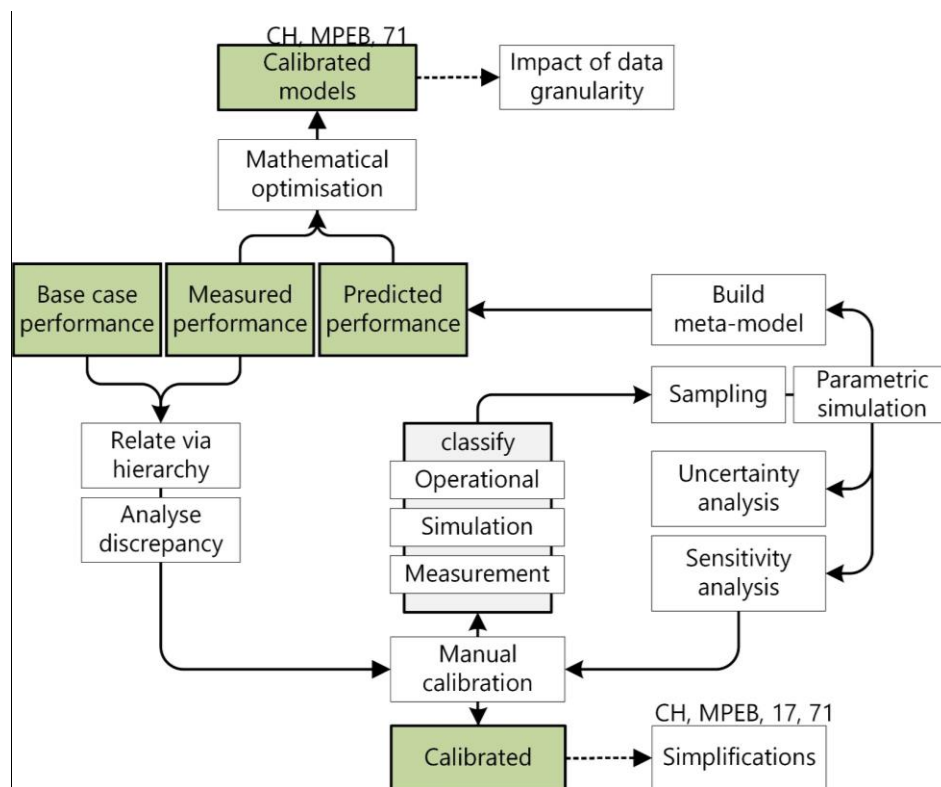 CH, MPEB, 71
Calibrated
models
Impact of data
granularity
Mathematical
optimisation
Base case
performance
Measured
performance
Predicted
performance
Build
meta-model
Sampling
Parametric
simulation
Relate via
hierarchy
Analyse
discrepancy
classify
Operational
Simulation
Measurement
Uncertainty
analysis
Sensitivity
analysis
Manual
calibration
Calibrated
CH, MPEB, 17, 71
Simplifications